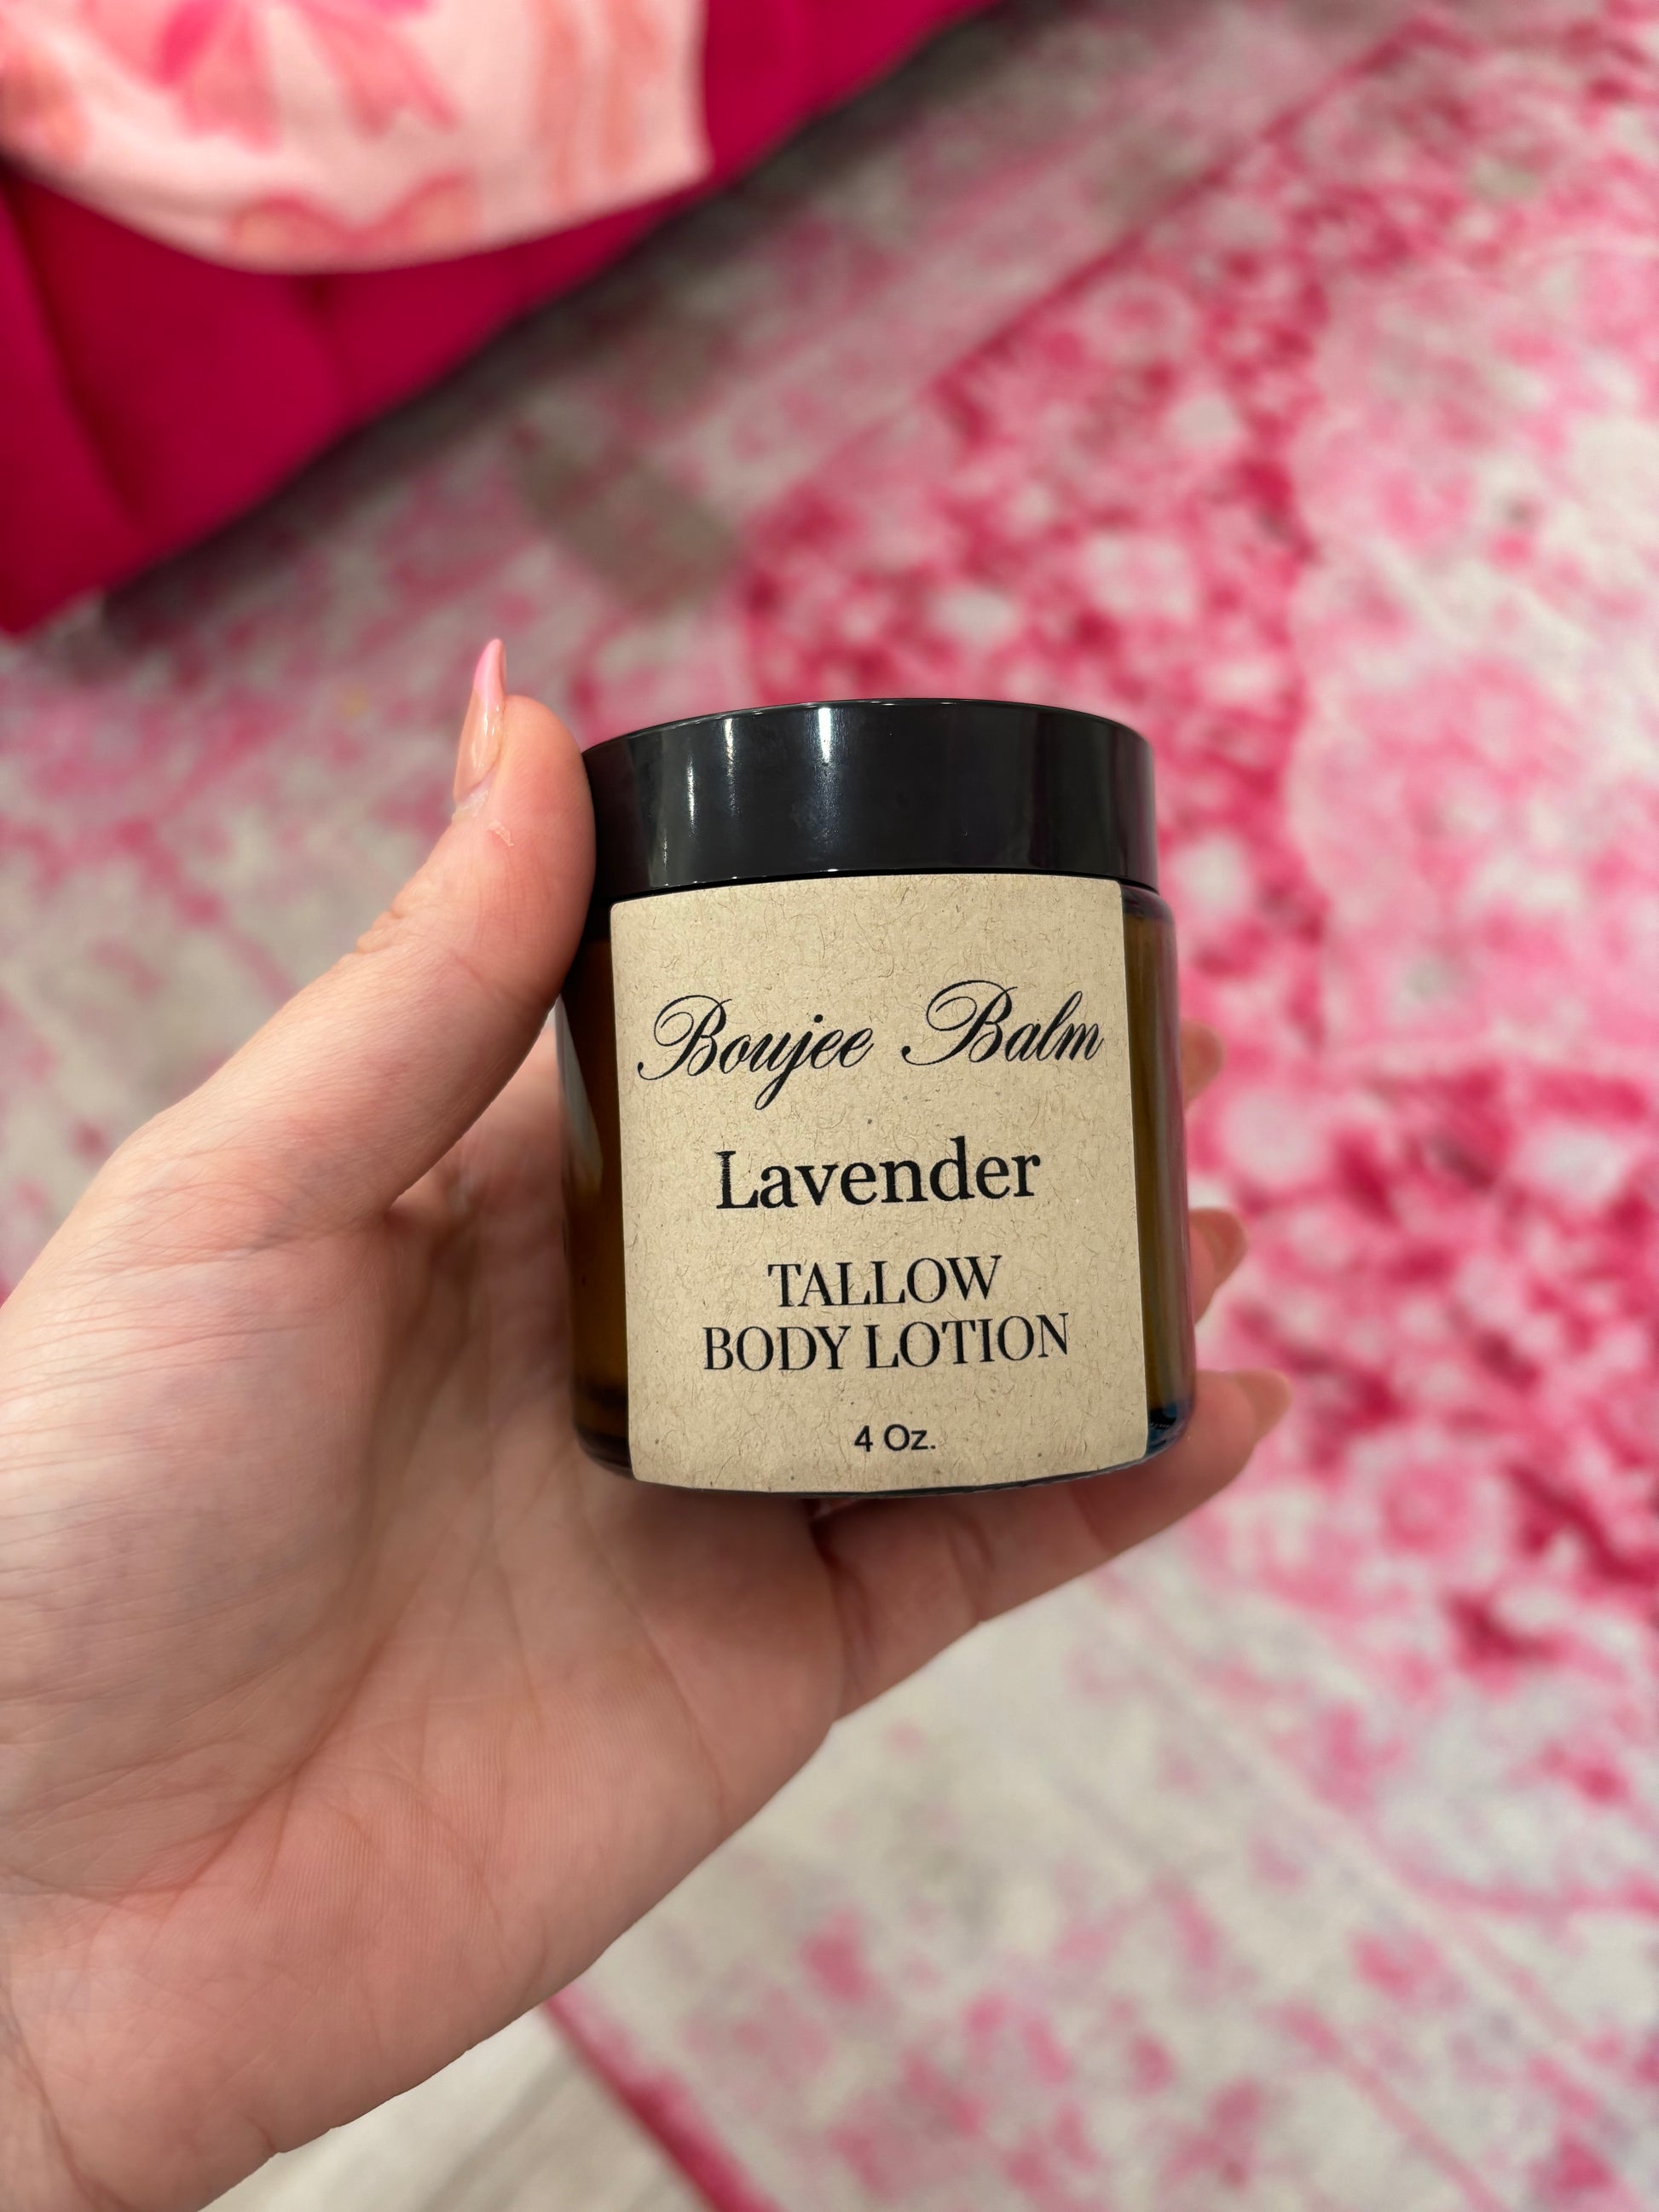 Boujee Balm
Lavender
TALLOW
BODY LOTION
4 Oz.